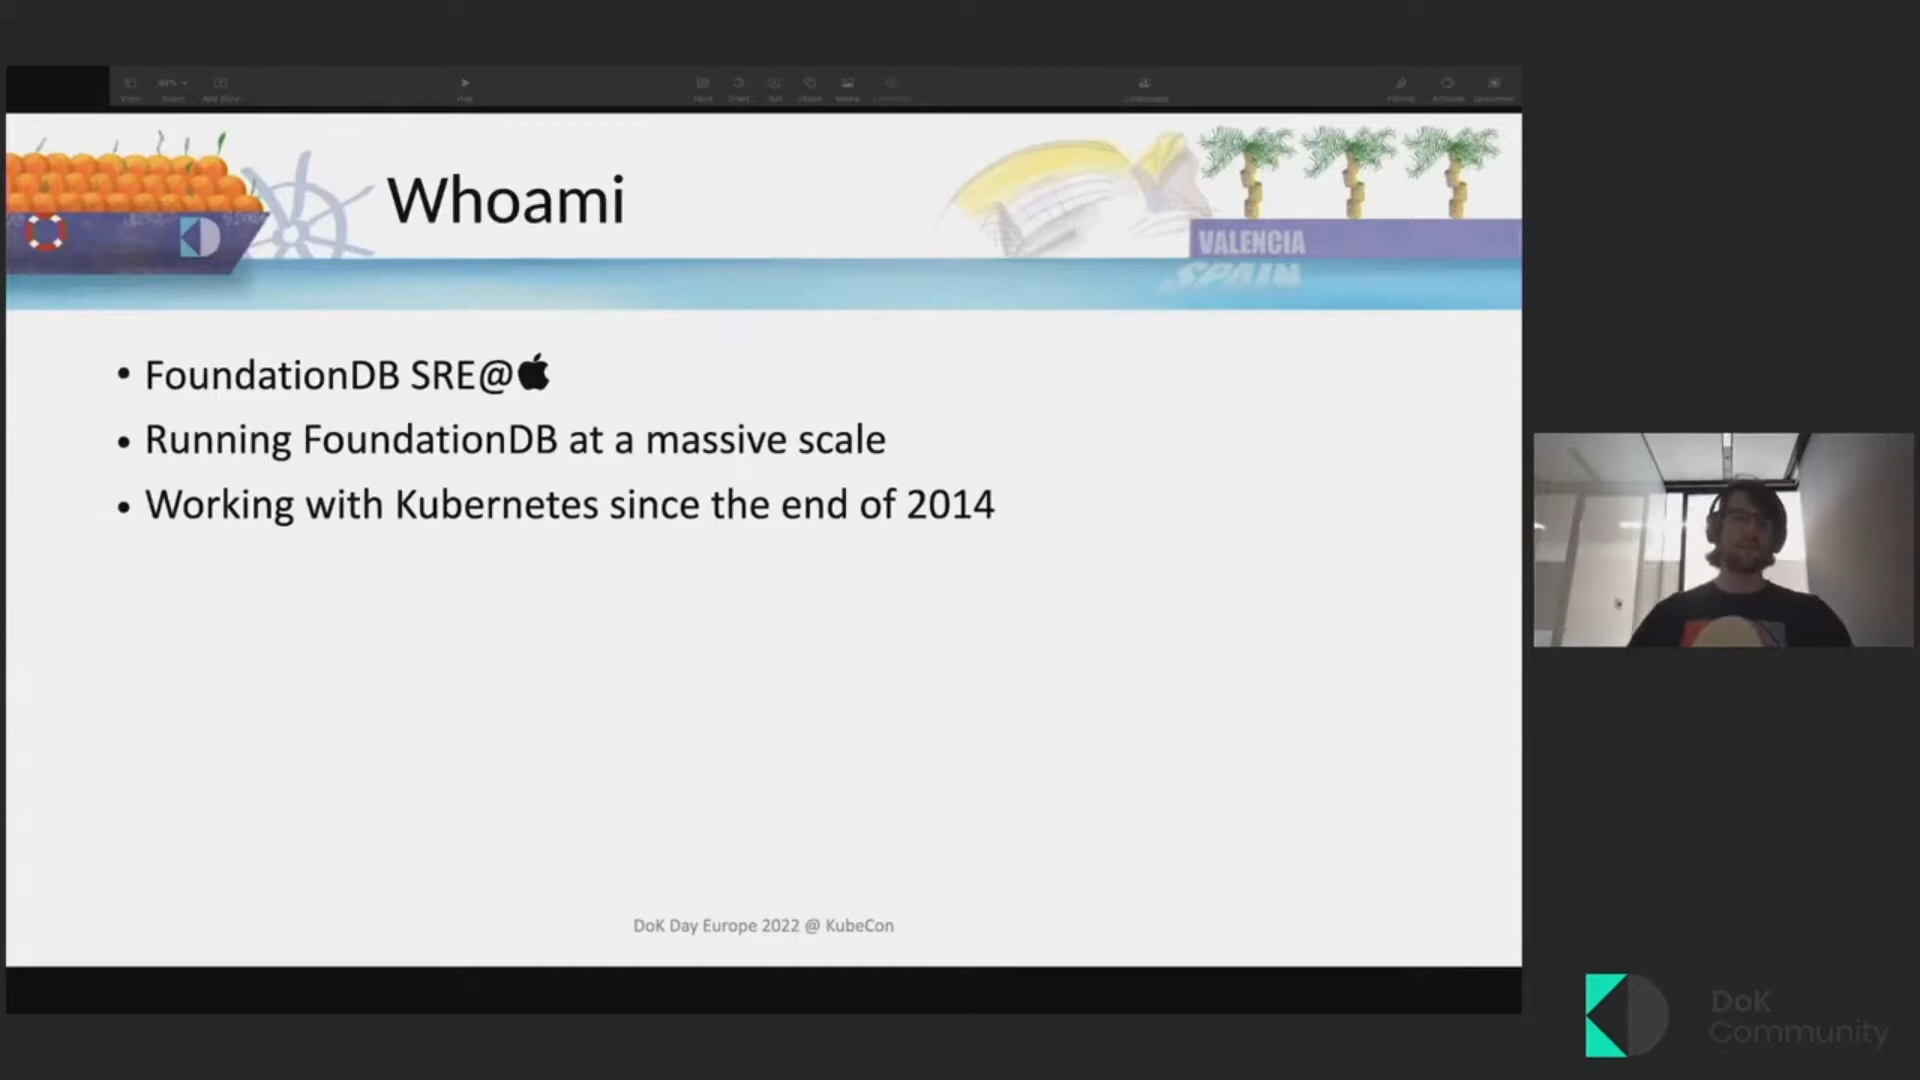 Whoami
VALENCIA
SPAIN
• FoundationDB SRE@
• Running FoundationDB at a massive scale
• Working with Kubernetes since the end of 2014
DoK Day Europe 2022 @ KubeCon
DoK
Community